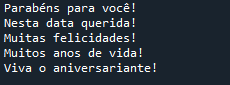 Parabéns para você!
Nesta data querida!
Muitas felicidades!
Muitos anos de vida!
Viva o aniversariante!